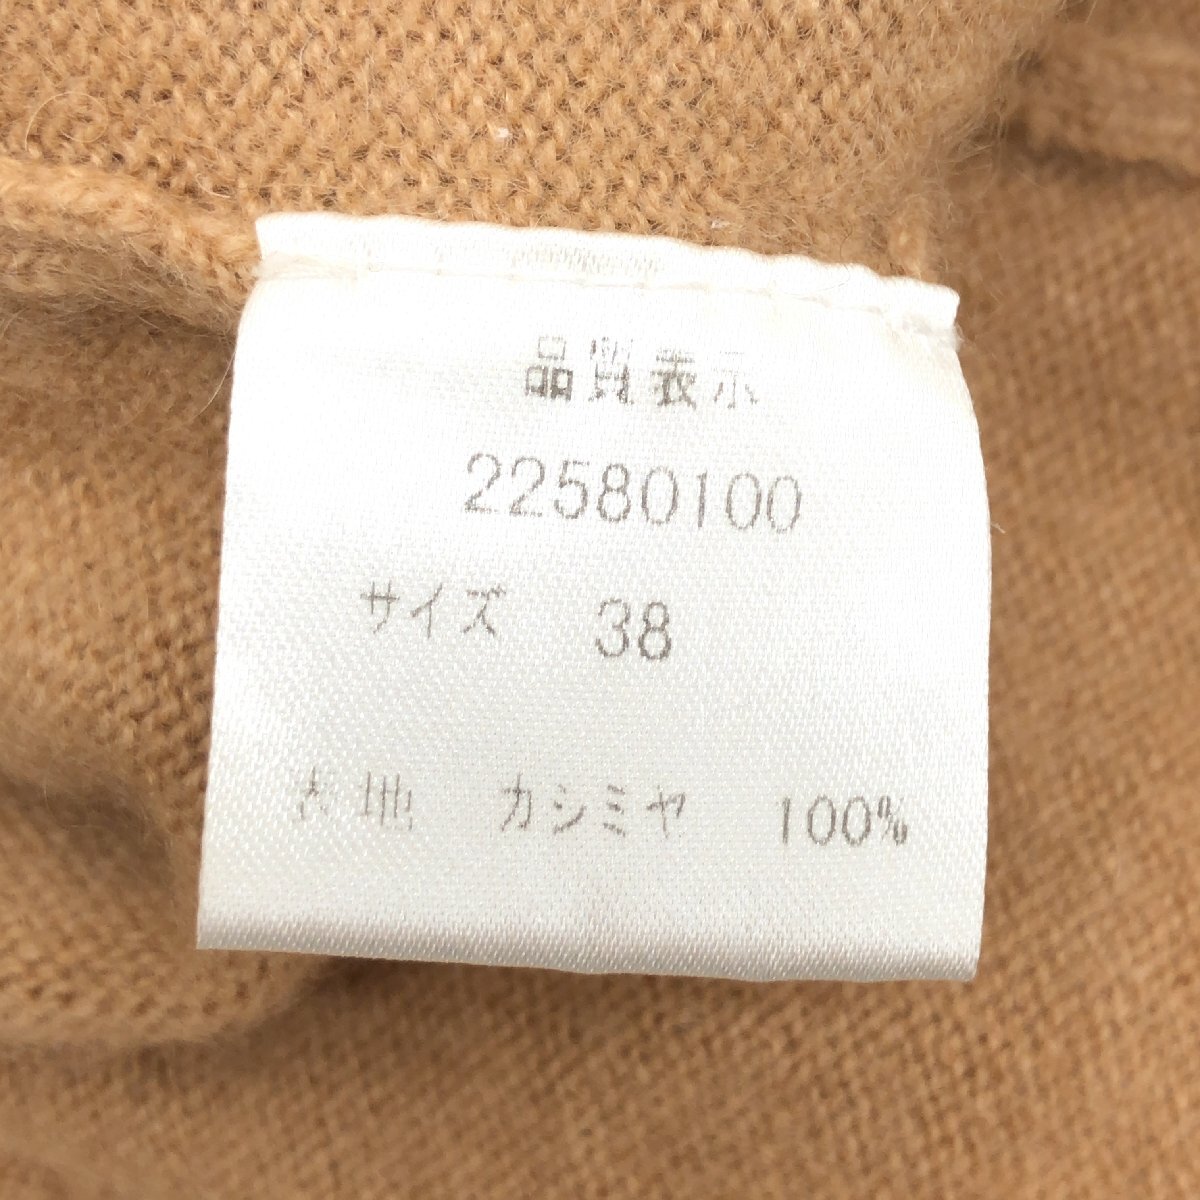 品質表示
22580100
サイズ 38
表地 カシミヤ 100%